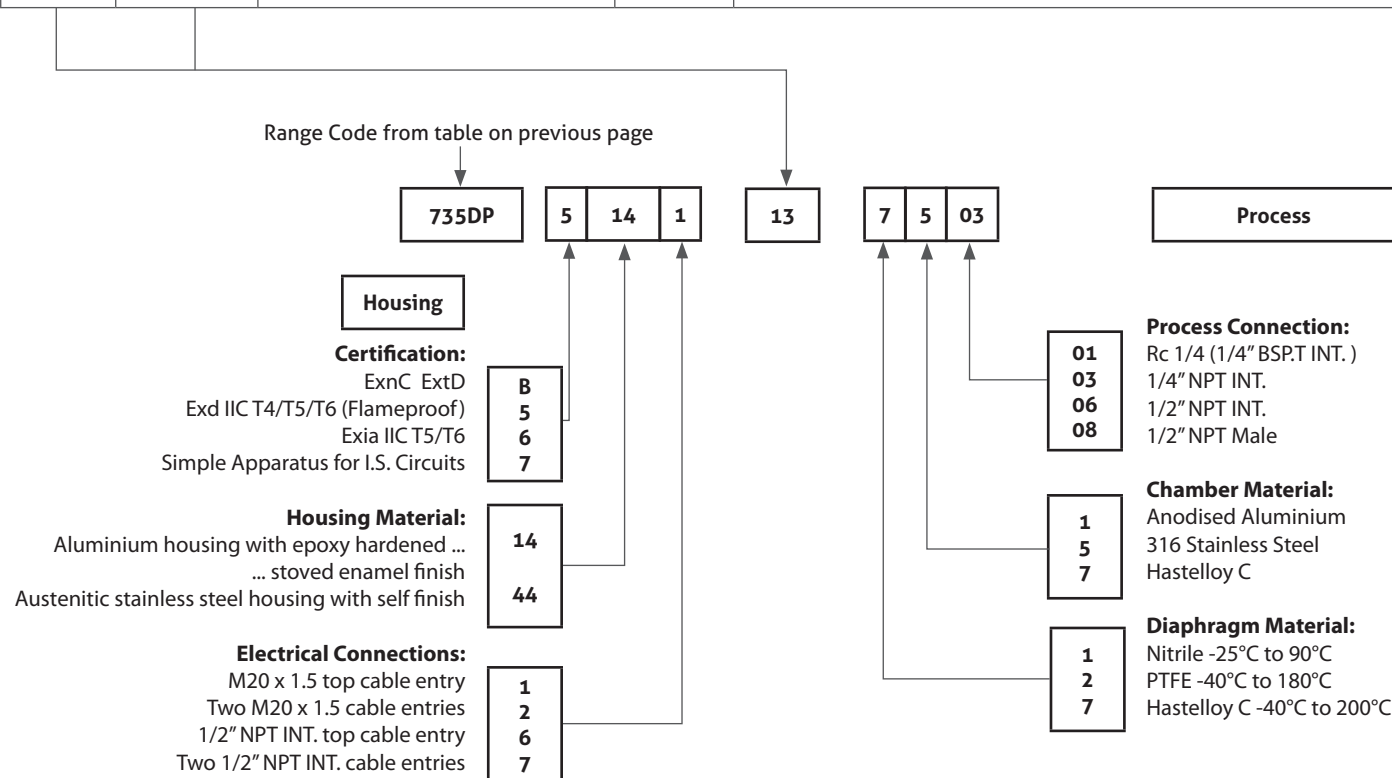 Range Code from table on previous page
735DP 5 14 1 13 7 5 03
Process
Housing
Certification:
ExnC ExtD B
Exd IIC T4/T5/T6 (Flameproof) 5
Exia IIC T5/T6 6
Simple Apparatus for I.S. Circuits 7
Housing Material:
Aluminium housing with epoxy hardened ... 14
... stoved enamel finish
Austenitic stainless steel housing with self finish 44
Electrical Connections:
M20 x 1.5 top cable entry 1
Two M20 x 1.5 cable entries 2
1/2” NPT INT. top cable entry 6
Two 1/2” NPT INT. cable entries 7
Process Connection:
01 Rc 1/4 (1/4” BSP.T INT. )
03 1/4” NPT INT.
06 1/2” NPT INT.
08 1/2” NPT Male
Chamber Material:
1 Anodised Aluminium
5 316 Stainless Steel
7 Hastelloy C
Diaphragm Material:
1 Nitrile -25°C to 90°C
2 PTFE -40°C to 180°C
7 Hastelloy C -40°C to 200°C